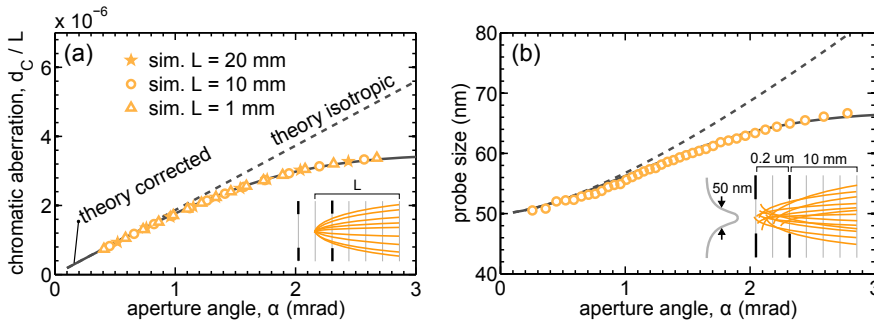 x 10⁻⁶
(a)
sim. L = 20 mm
sim. L = 10 mm
sim. L = 1 mm
theory isotropic
theory corrected
L
chromatic aberration, d_C / L
0
2
4
6
0
1
2
3
aperture angle, α (mrad)
(b)
0.2 um
10 mm
50 nm
probe size (nm)
40
50
60
70
80
0
1
2
3
aperture angle, α (mrad)